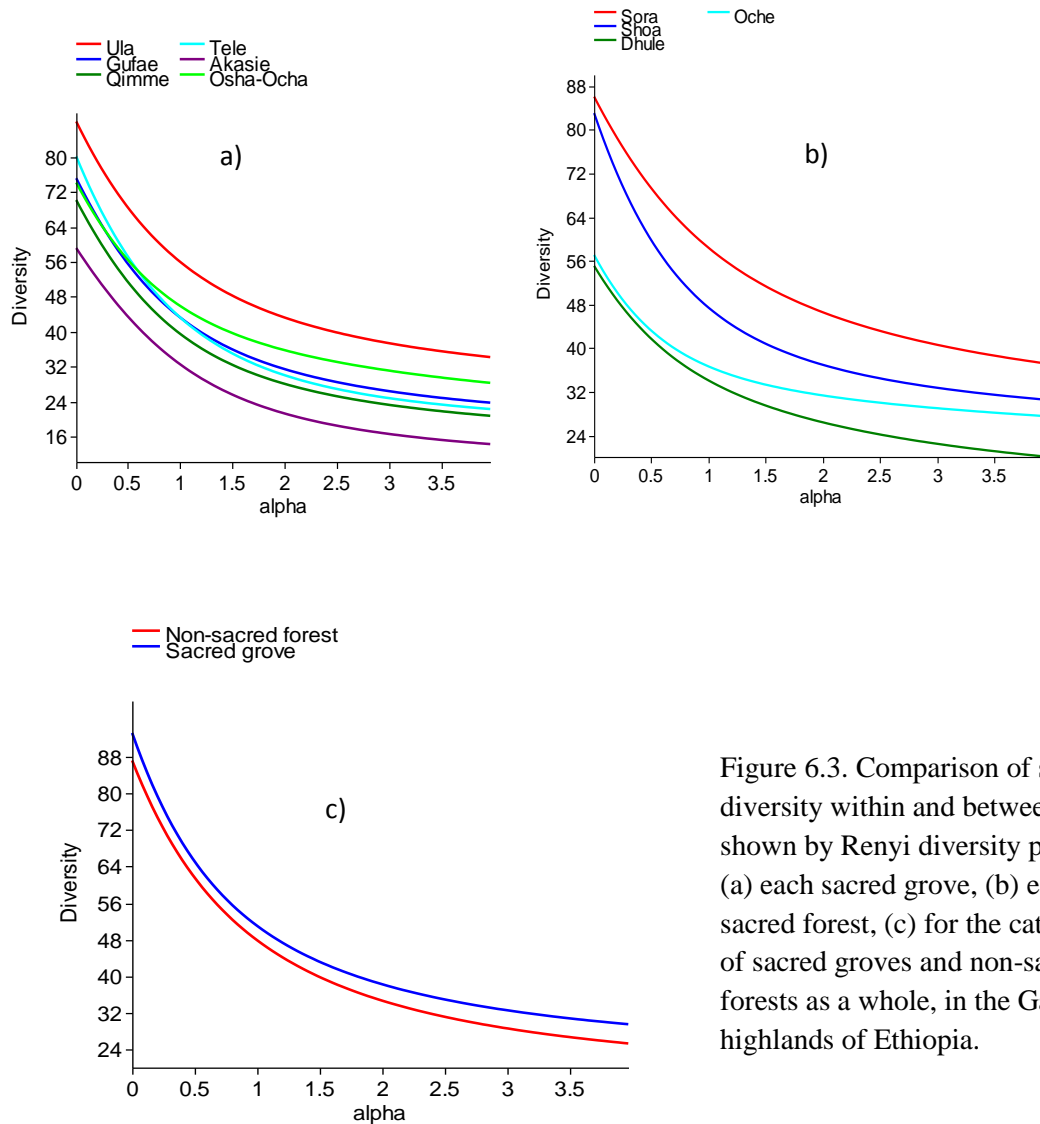 Ula
Gufae
Qimme
Tele
Akasie
Osha-Ocha
a)
80
72
64
56
48
40
32
24
16
Diversity
0 0.5 1 1.5 2 2.5 3 3.5
alpha
Sora
Shoa
Dhule
Oche
b)
88
80
72
64
56
48
40
32
24
Diversity
0 0.5 1 1.5 2 2.5 3 3.5
alpha
Non-sacred forest
Sacred grove
c)
88
80
72
64
56
48
40
32
24
Diversity
0 0.5 1 1.5 2 2.5 3 3.5
alpha
Figure 6.3. Comparison of
diversity within and between
shown by Renyi diversity
(a) each sacred grove, (b)
sacred forest, (c) for the
of sacred groves and
forests as a whole, in the
highlands of Ethiopia.